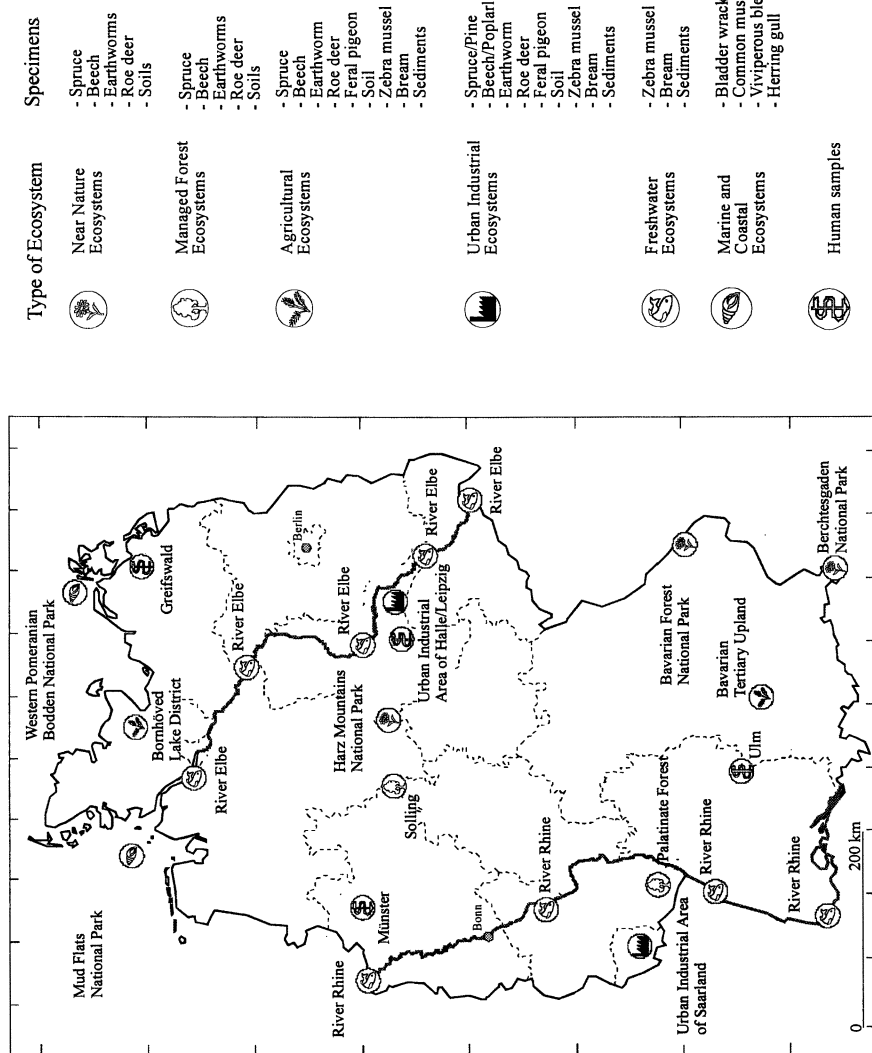 Type of Ecosystem
Specimens
Near Nature
Ecosystems
- Spruce
- Beech
- Earthworms
- Roe deer
- Soils
Managed Forest
Ecosystems
- Spruce
- Beech
- Earthworms
- Roe deer
- Soils
Agricultural
Ecosystems
- Spruce
- Beech
- Earthworm
- Roe deer
- Feral pigeon
- Soil
- Zebra mussel
- Bream
- Sediments
Urban Industrial
Ecosystems
- Spruce/Pine
- Beech/Poplar
- Earthworm
- Roe deer
- Feral pigeon
- Soil
- Zebra mussel
- Bream
- Sediments
Freshwater
Ecosystems
- Zebra mussel
- Bream
- Sediments
Marine and
Coastal
Ecosystems
- Bladder wrack
- Common mus
- Viviperous ble
- Herring gull
Human samples
Mud Flats
National Park
Western Pomeranian
Bodden National Park
Bornhöved
Lake District
Greifswald
River Elbe
River Elbe
Berlin
River Elbe
River Elbe
River Elbe
Harz Mountains
National Park
Urban Industrial
Area of Halle/Leipzig
Solling
Münster
River Rhine
Bonn
River Rhine
Palatinate Forest
Urban Industrial Area
of Saarland
River Rhine
River Rhine
Ulm
Bavarian Forest
National Park
Bavarian
Tertiary Upland
Berchtesgaden
National Park
0
200 km